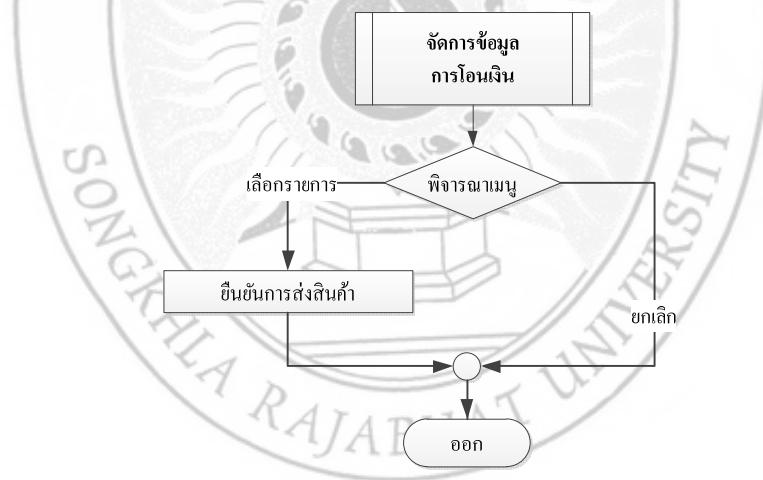 จัดการข้อมูล
การโอนเงิน
พิจารณาเมนู
เลือกรายการ
ยืนยันการส่งสินค้า
ยกเลิก
ออก
SONGKHLA RAJABHAT UNIVERSITY